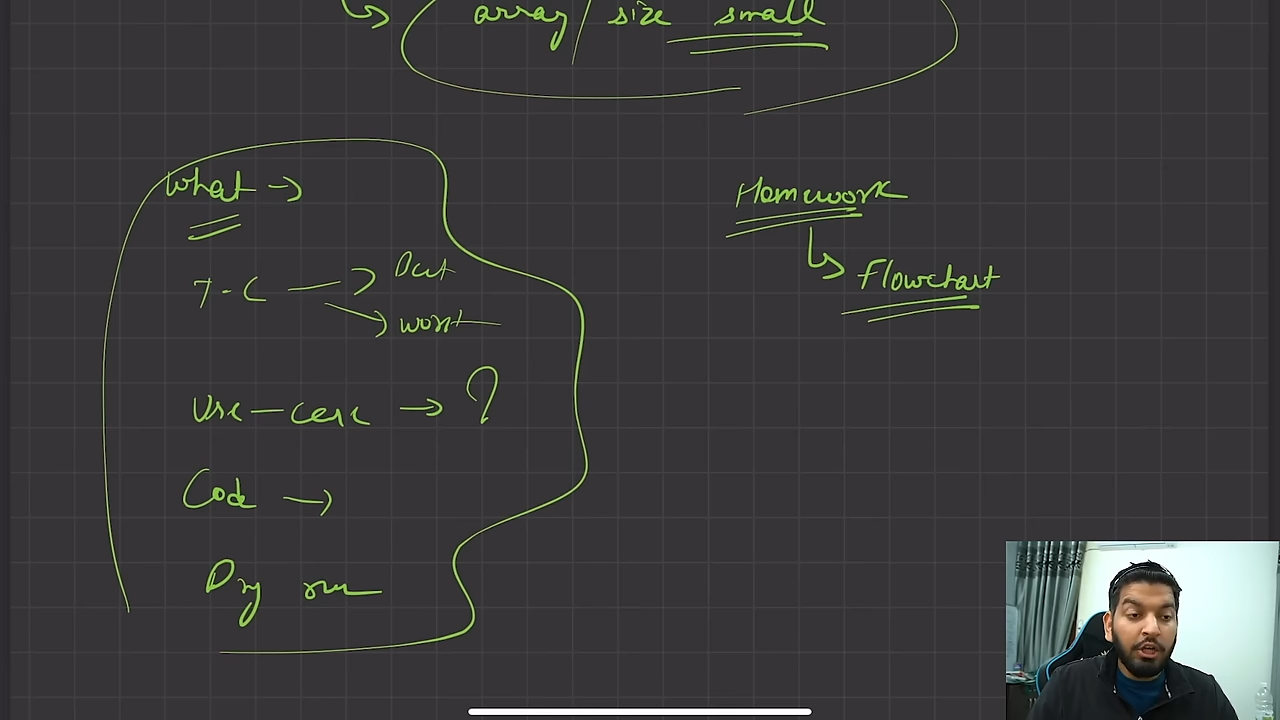 array/size small
What →
T-C → Best
→ worst
Use-case → ?
Code →
Dry run
Homework
↳ Flowchart